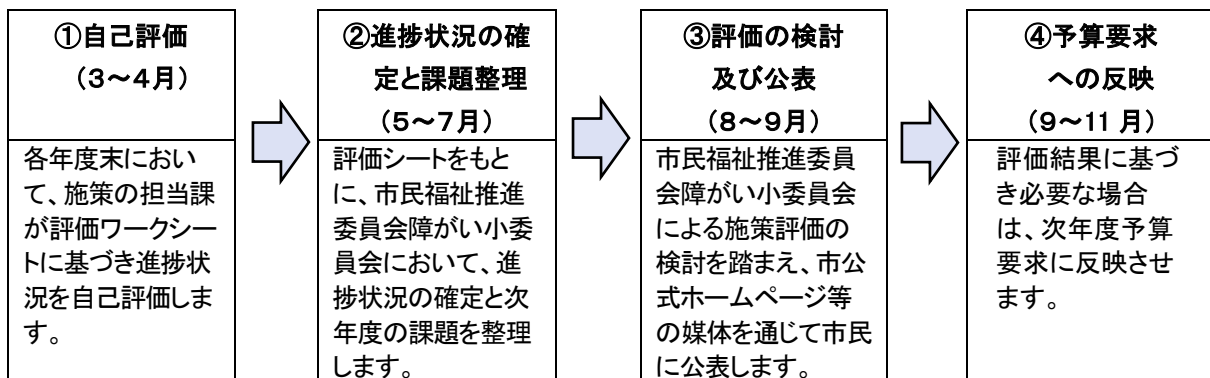 ①自己評価
（３～４月）
各年度末におい
て、施策の担当課
が評価ワークシー
トに基づき進捗状
況を自己評価しま
す。
②進捗状況の確
定と課題整理
（５～７月）
評価シートをもと
に、市民福祉推進
委員会障がい小委
員会において、進
捗状況の確定と次
年度の課題を整理
します。
③評価の検討
及び公表
（８～９月）
市民福祉推進委員
会障がい小委員会
による施策評価の
検討を踏まえ、市公
式ホームページ等
の媒体を通じて市民
に公表します。
④予算要求
への反映
（９～11 月）
評価結果に基づ
き必要な場合
は、次年度予算
要求に反映させ
ます。